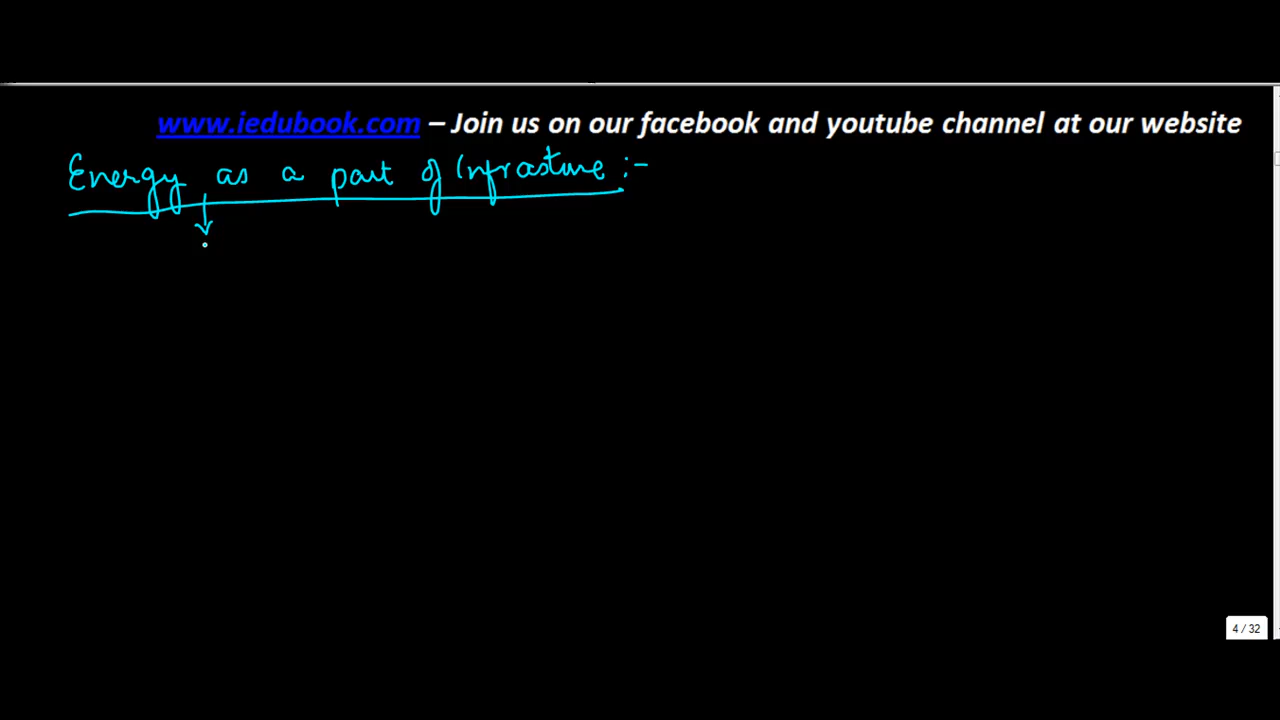 www.iedubook.com – Join us on our facebook and youtube channel at our website
Energy as a part of Infrasture :-
4 / 32